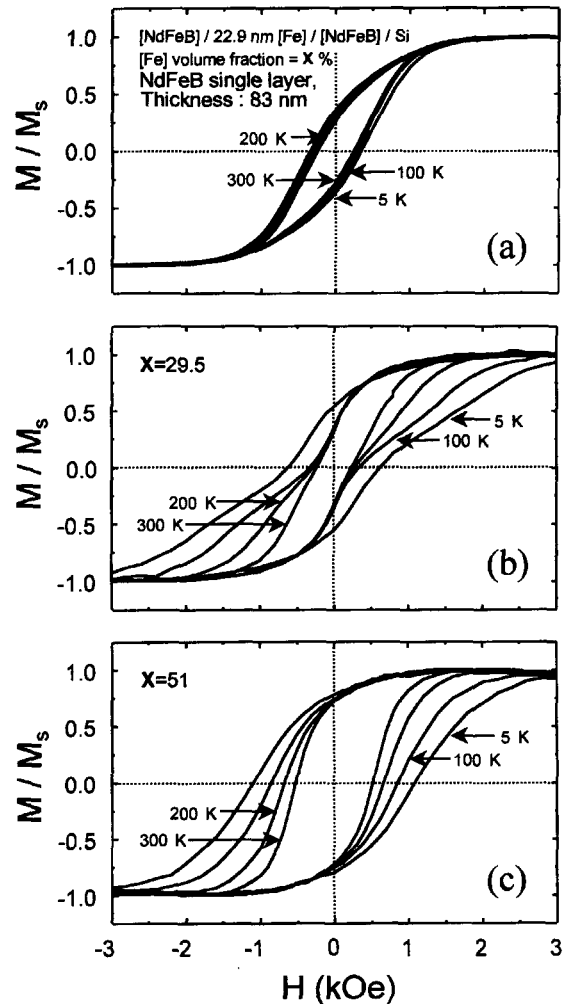 [NdFeB] / 22.9 nm [Fe] / [NdFeB] / Si
[Fe] volume fraction = X %
NdFeB single layer,
Thickness : 83 nm
1.0
0.5
0.0
-0.5
-1.0
M / Ms
200 K
300 K
100 K
5 K
(a)
X=29.5
1.0
0.5
0.0
-0.5
-1.0
M / Ms
5 K
100 K
200 K
300 K
(b)
X=51
1.0
0.5
0.0
-0.5
-1.0
M / Ms
5 K
100 K
200 K
300 K
(c)
-3 -2 -1 0 1 2 3
H (kOe)